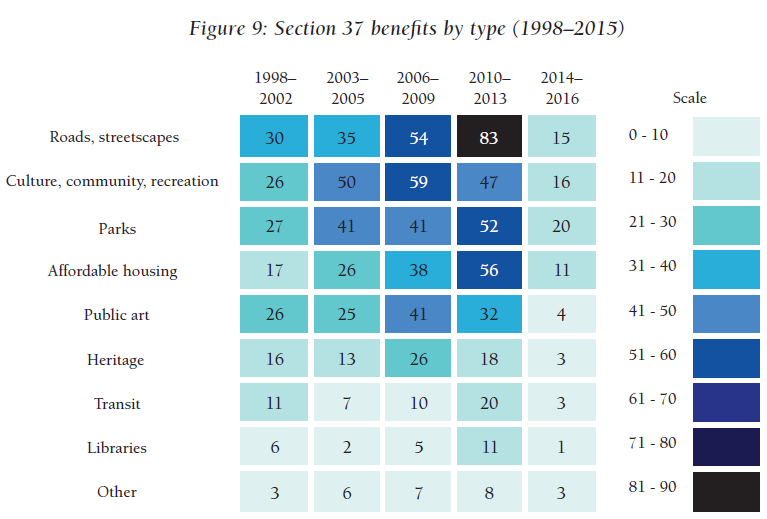 Figure 9: Section 37 benefits by type (1998–2015)
1998–2002 2003–2005 2006–2009 2010–2013 2014–2016 Scale
Roads, streetscapes 30 35 54 83 15 0 - 10
Culture, community, recreation 26 50 59 47 16 11 - 20
Parks 27 41 41 52 20 21 - 30
Affordable housing 17 26 38 56 11 31 - 40
Public art 26 25 41 32 4 41 - 50
Heritage 16 13 26 18 3 51 - 60
Transit 11 7 10 20 3 61 - 70
Libraries 6 2 5 11 1 71 - 80
Other 3 6 7 8 3 81 - 90